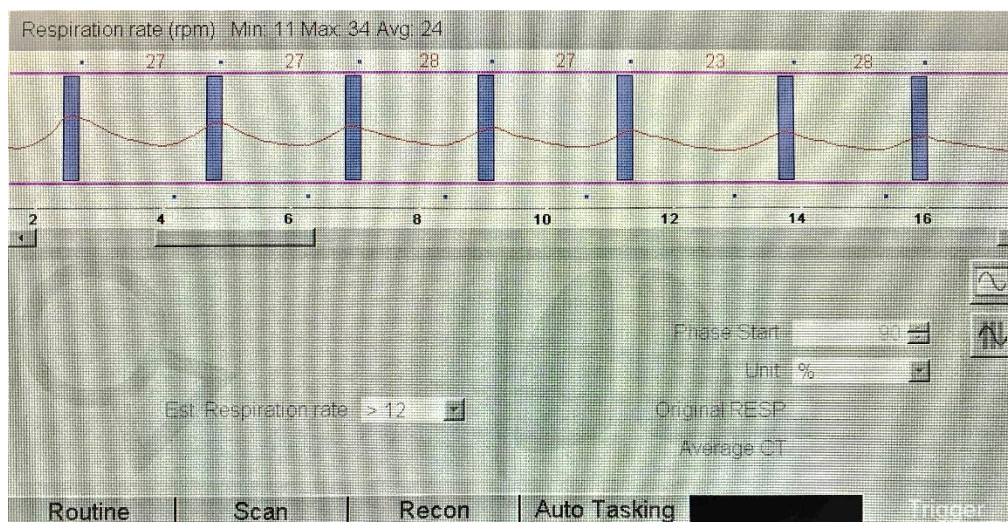 Respiration rate (rpm) Min: 11 Max: 34 Avg: 24
27 27 28 27 23 28
2 4 6 8 10 12 14 16
Phase Start 90
Unit %
Est. Respiration rate > 12 Original RESP
Average CT
Routine Scan Recon Auto Tasking Trigger